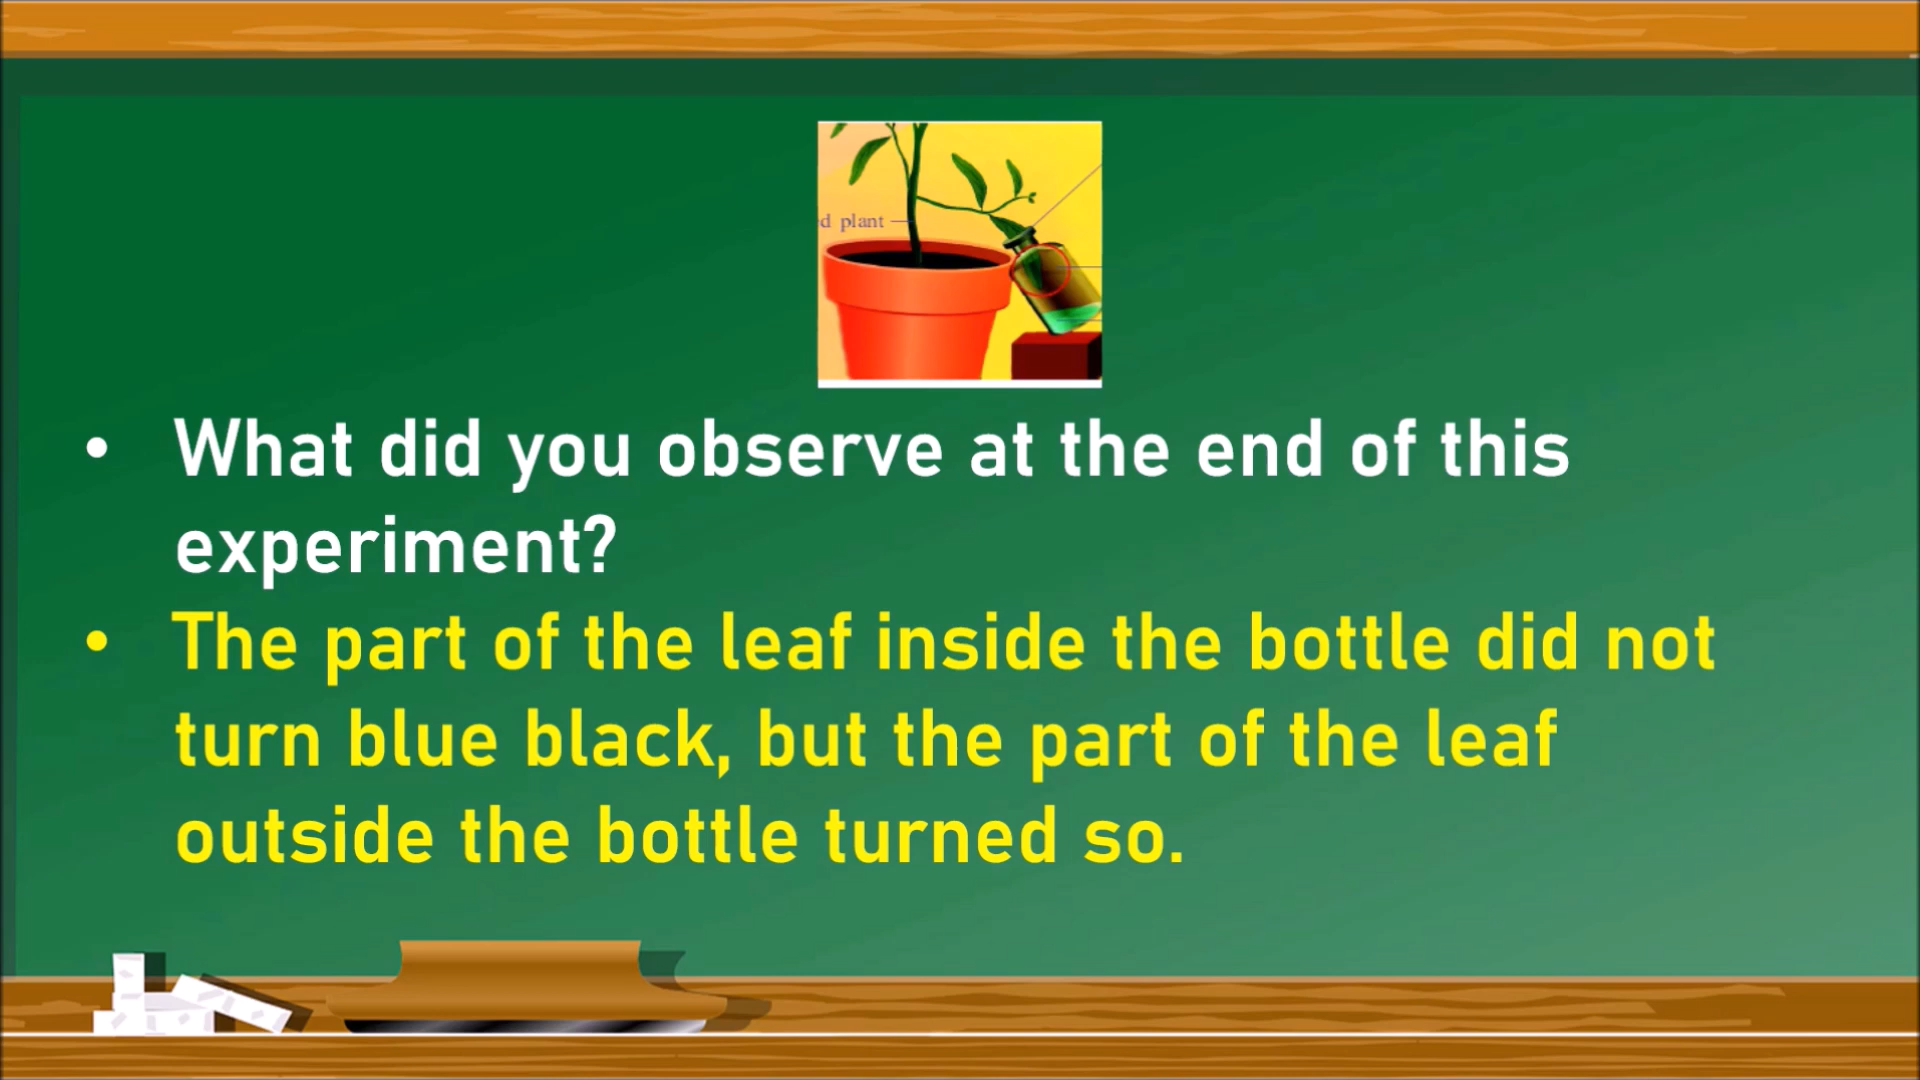 d plant
• What did you observe at the end of this
experiment?
• The part of the leaf inside the bottle did not
turn blue black, but the part of the leaf
outside the bottle turned so.